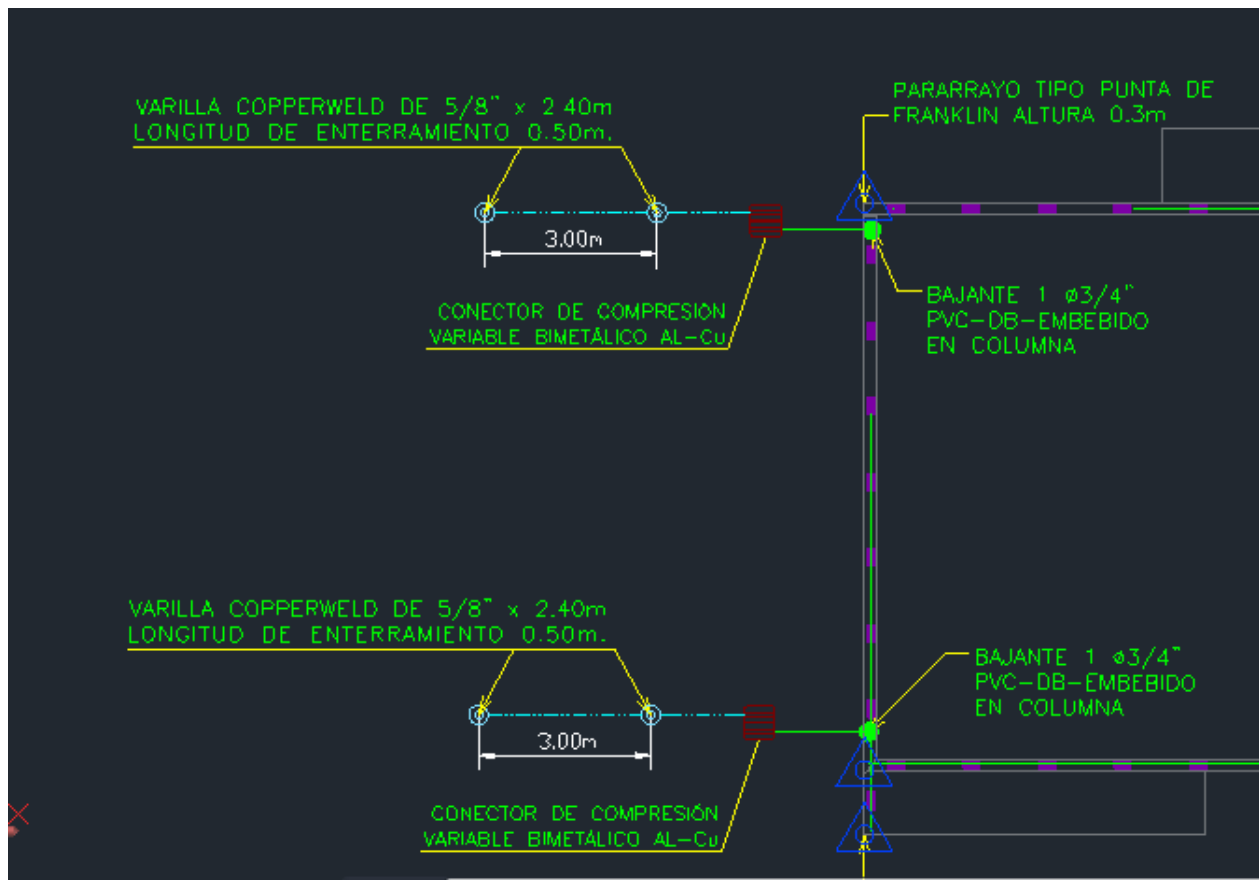 VARILLA COPPERWELD DE 5/8" x 2.40m
LONGITUD DE ENTERRAMIENTO 0.50m.
PARARRAYO TIPO PUNTA DE
FRANKLIN ALTURA 0.3m
3.00m
CONECTOR DE COMPRESIÓN
VARIABLE BIMETÁLICO AL-Cu
BAJANTE 1 ø3/4"
PVC-DB-EMBEBIDO
EN COLUMNA
VARILLA COPPERWELD DE 5/8" x 2.40m
LONGITUD DE ENTERRAMIENTO 0.50m.
BAJANTE 1 ø3/4"
PVC-DB-EMBEBIDO
EN COLUMNA
3.00m
CONECTOR DE COMPRESIÓN
VARIABLE BIMETÁLICO AL-Cu